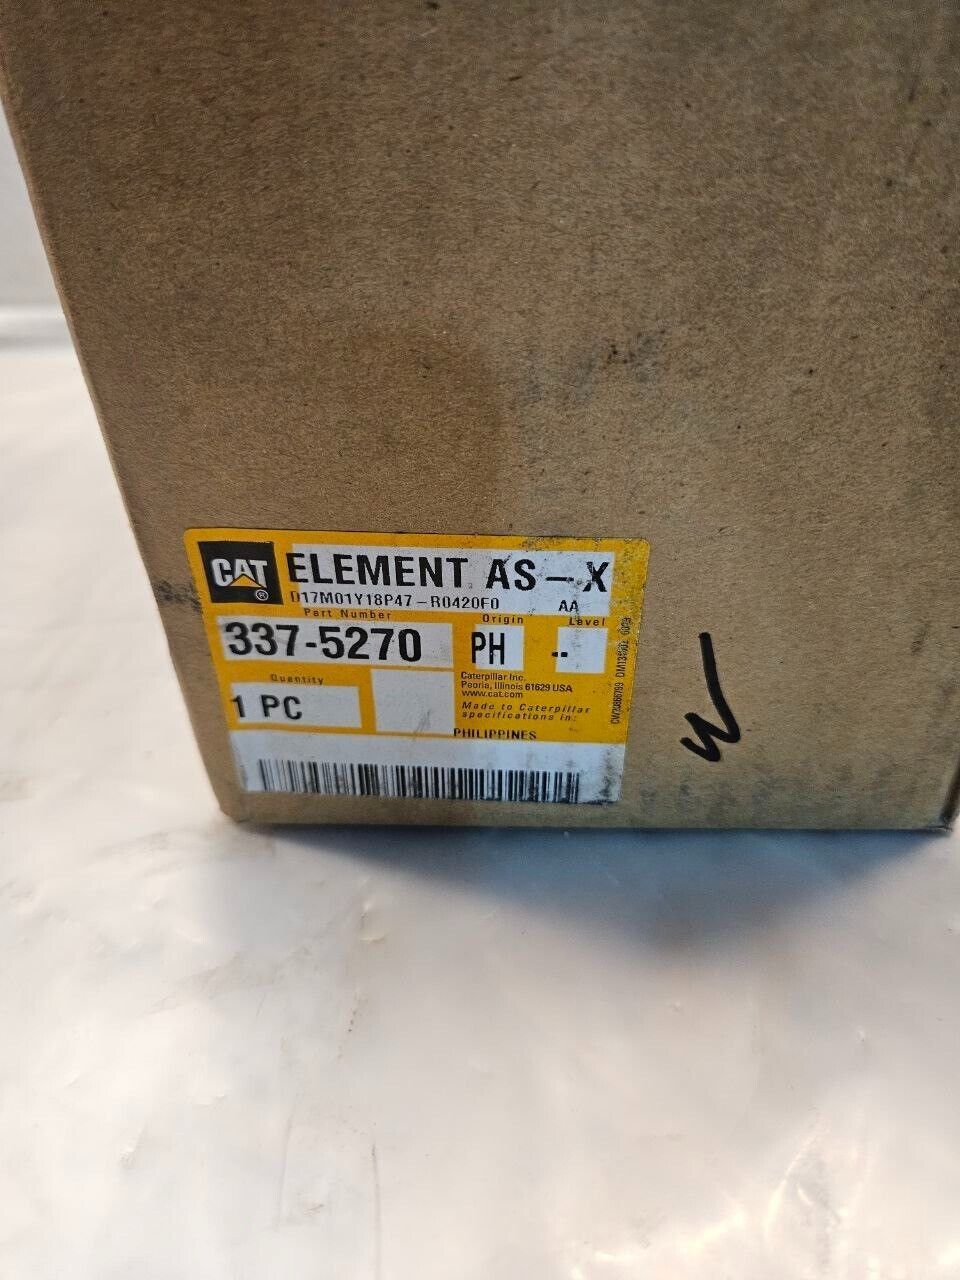 CAT
®
ELEMENT AS-X
D17M01Y18P47-R0420F0 AA
Part Number Origin Level
337-5270 PH --
Quantity
1 PC
Caterpillar Inc.
Peoria, Illinois 61629 USA
www.cat.com
Made to Caterpillar
specifications in:
PHILIPPINES
W